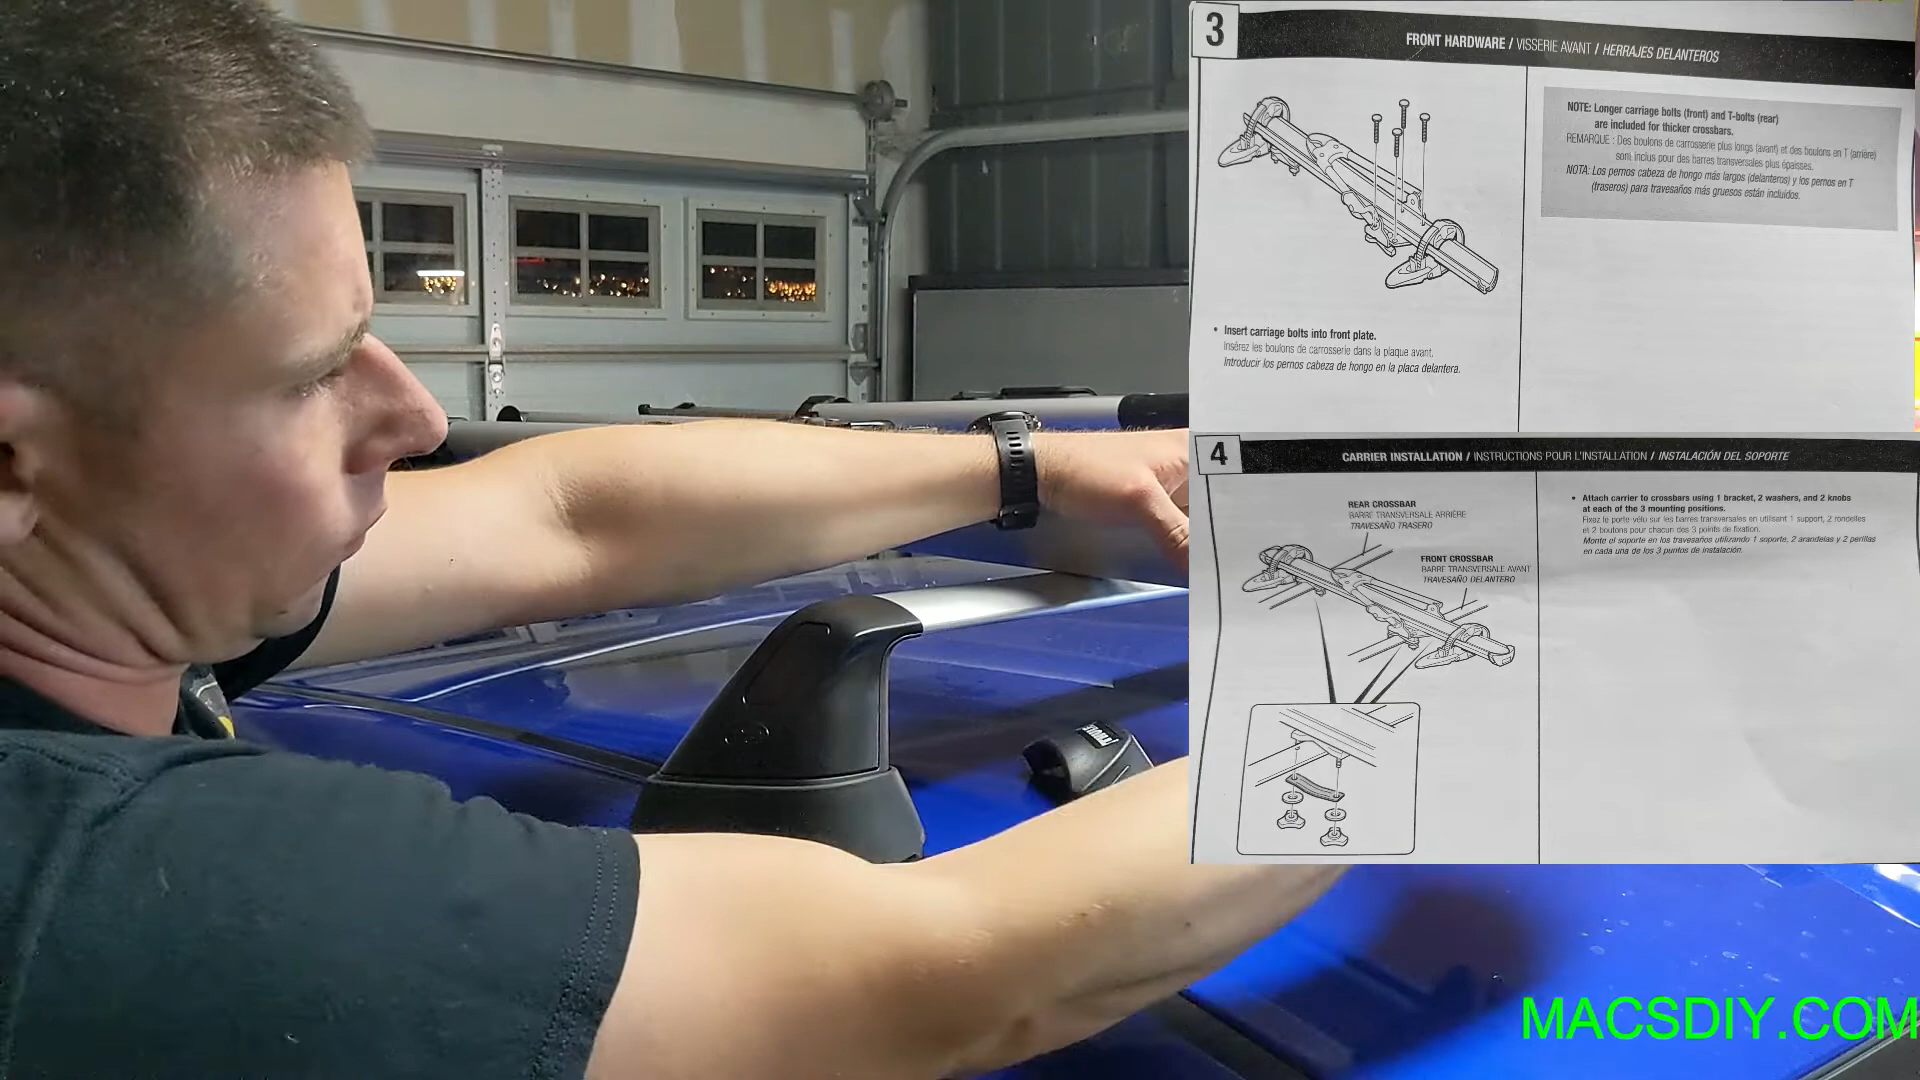 3
FRONT HARDWARE / VISSERIE AVANT / HERRAJES DELANTEROS
• Insert carriage bolts into front plate.
Insérez les boulons de carrosserie dans la plaque avant.
Introducir los pernos cabeza de hongo en la placa delantera.
NOTE: Longer carriage bolts (front) and T-bolts (rear)
are included for thicker crossbars.
REMARQUE : Des boulons de carrosserie plus longs (avant) et des boulons en T (arrière)
sont inclus pour des barres transversales plus épaisses.
NOTA: Los pernos cabeza de hongo más largos (delanteros) y los pernos en T
(traseros) para travesaños más gruesos están incluidos.
4
CARRIER INSTALLATION / INSTRUCTIONS POUR L'INSTALLATION / INSTALACIÓN DEL SOPORTE
REAR CROSSBAR
BARRE TRANSVERSALE ARRIÈRE
TRAVESAÑO TRASERO
FRONT CROSSBAR
BARRE TRANSVERSALE AVANT
TRAVESAÑO DELANTERO
• Attach carrier to crossbars using 1 bracket, 2 washers, and 2 knobs
at each of the 3 mounting positions.
Fixez le porte-vélo sur les barres transversales en utilisant 1 support, 2 rondelles
et 2 boutons pour chacun des 3 points de fixation.
Monte el soporte en los travesaños utilizando 1 soporte, 2 arandelas y 2 perillas
en cada una de los 3 puntos de instalación.
THULE
MACSDIY.COM